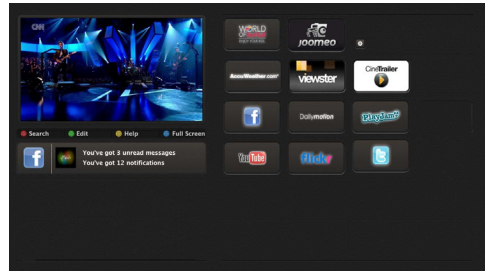 CNN
Search
Edit
Help
Full Screen
You've got 3 unread messages
You've got 12 notifications
WORLD
JOOMEO
AccuWeather.com
viewster
CineTrailer
Dailymotion
Playjam
YouTube
flickr